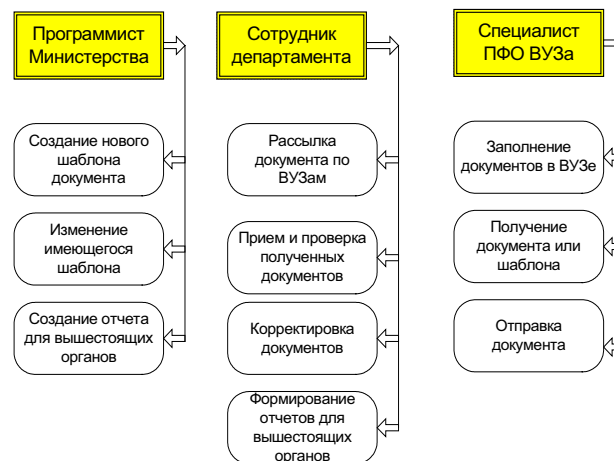 Программист
Министерства
Создание нового
шаблона
документа
Изменение
имеющегося
шаблона
Создание отчета
для вышестоящих
органов
Сотрудник
департамента
Рассылка
документа по
ВУЗам
Прием и проверка
полученных
документов
Корректировка
документов
Формирование
отчетов для
вышестоящих
органов
Специалист
ПФО ВУЗа
Заполнение
документов в ВУЗе
Получение
документа или
шаблона
Отправка
документа